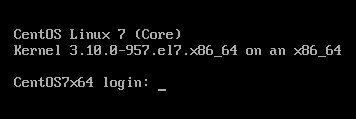 CentOS Linux 7 (Core)
Kernel 3.10.0-957.el7.x86_64 on an x86_64
CentOS7x64 login: _